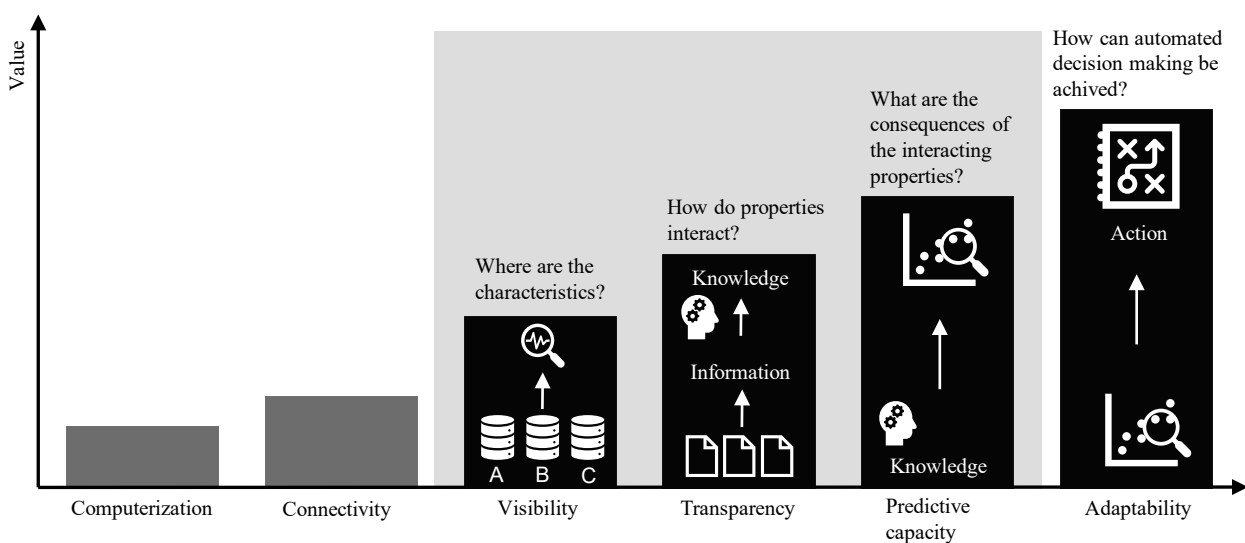 Value
How can automated
decision making be
achived?
What are the
consequences of
the interacting
properties?
How do properties
interact?
Where are the
characteristics?
Action
Knowledge
Information
A B C
Knowledge
Computerization
Connectivity
Visibility
Transparency
Predictive
capacity
Adaptability